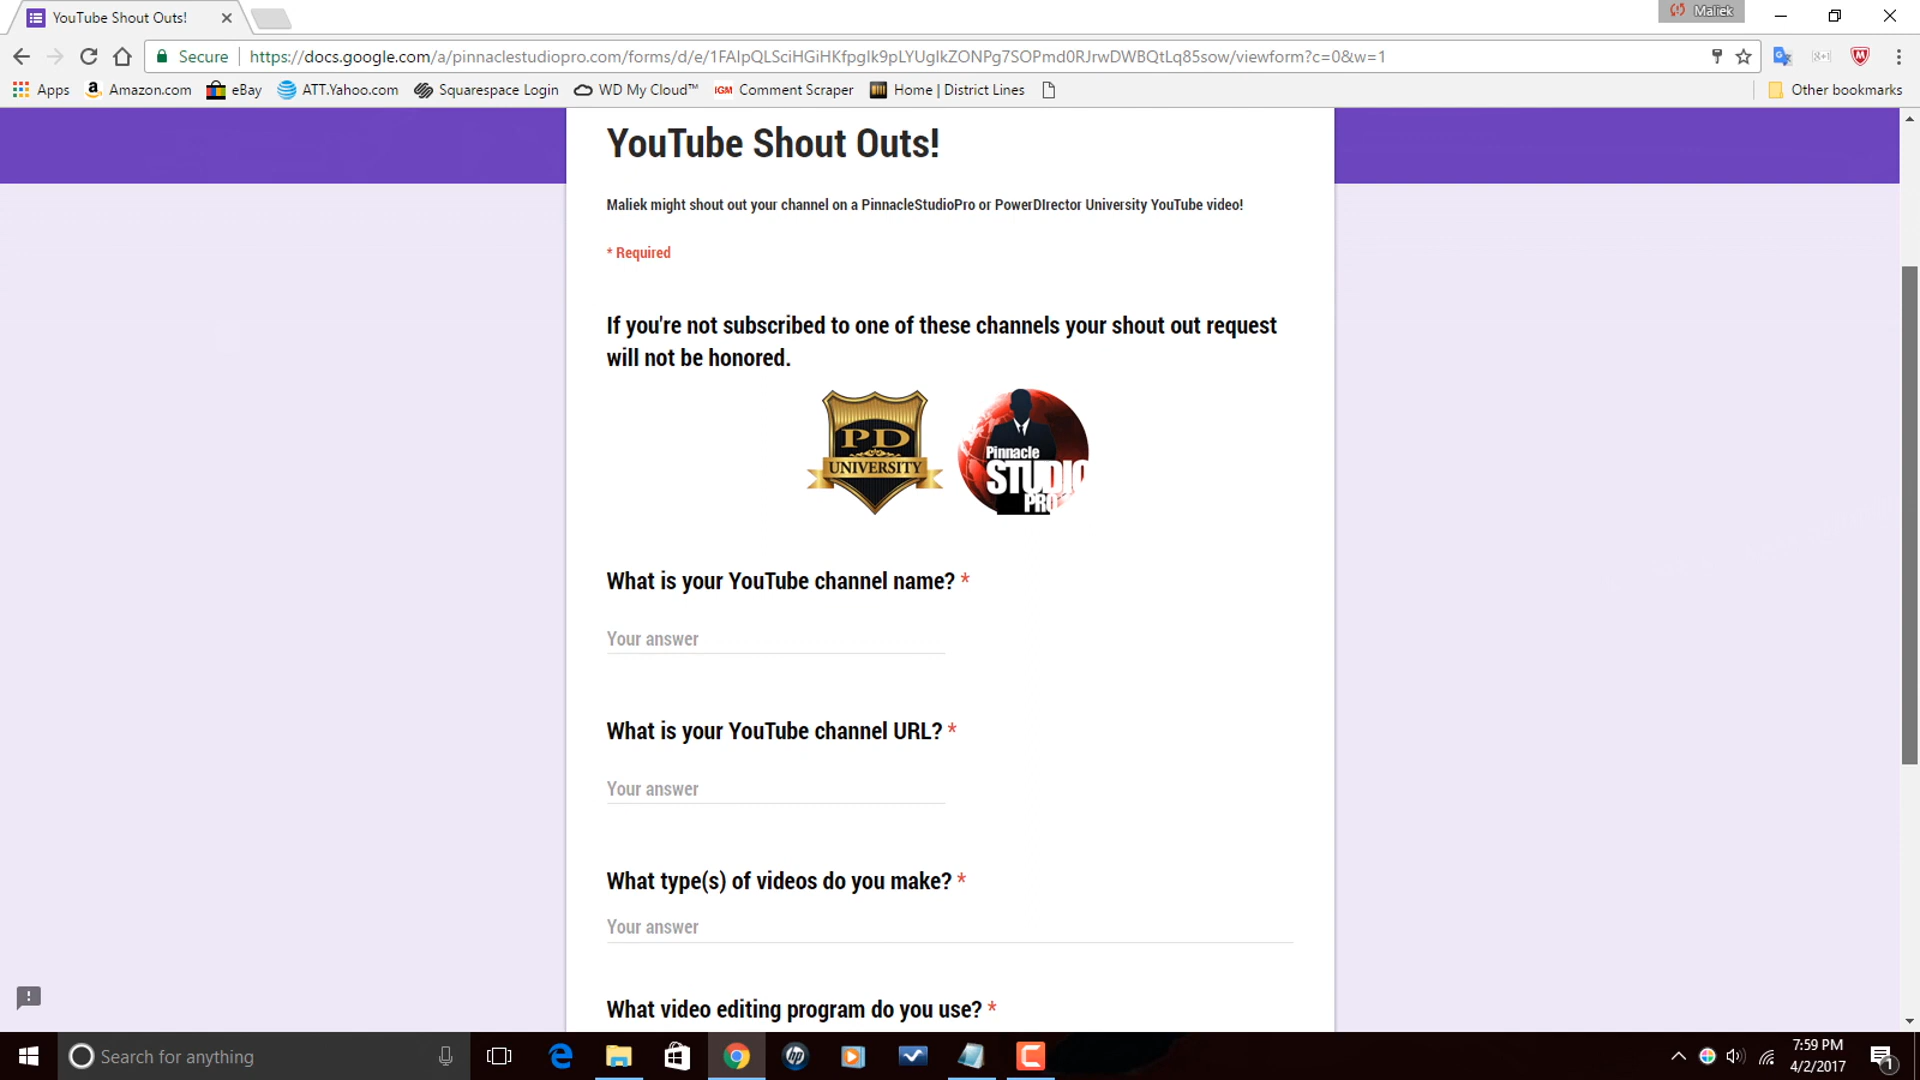 YouTube Shout Outs!
Maliek
Secure
https://docs.google.com/a/pinnaclestudiopro.com/forms/d/e/1FAIpQLSciHGiHKfpgIk9pLYUgIkZONPg7SOPmd0RJrwDWBQtLq85sow/viewform?c=0&w=1
Apps
Amazon.com
eBay
ATT.Yahoo.com
Squarespace Login
WD My Cloud™
IGM Comment Scraper
Home | District Lines
Other bookmarks
YouTube Shout Outs!
Maliek might shout out your channel on a PinnacleStudioPro or PowerDIrector University YouTube video!
* Required
If you're not subscribed to one of these channels your shout out request
will not be honored.
PD
UNIVERSITY
Pinnacle
STUDIO
PRO
What is your YouTube channel name? *
Your answer
What is your YouTube channel URL? *
Your answer
What type(s) of videos do you make? *
Your answer
What video editing program do you use? *
Search for anything
7:59 PM
4/2/2017
1